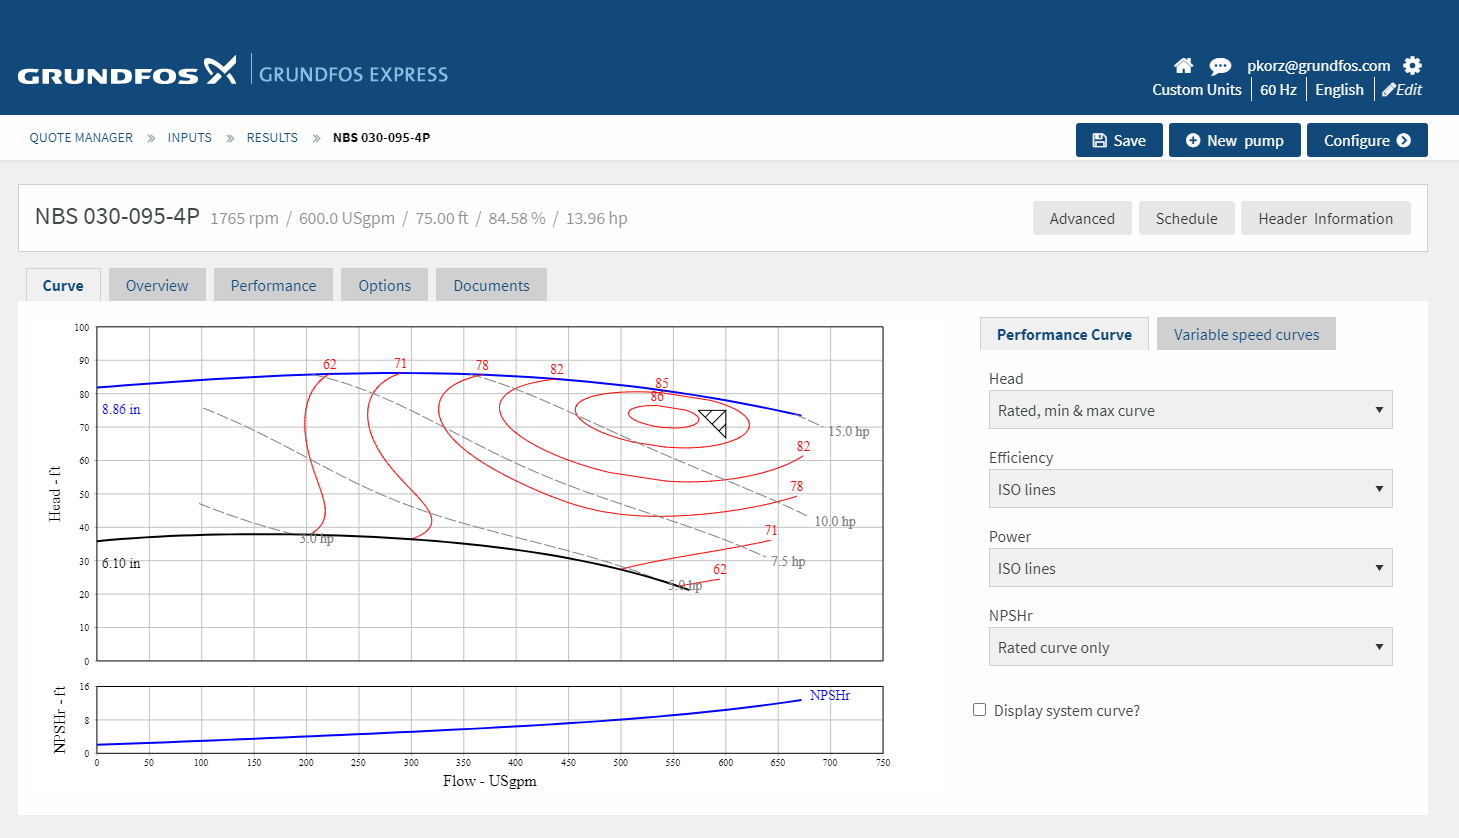 GRUNDFOS GRUNDFOS EXPRESS
pkorz@grundfos.com
Custom Units 60 Hz English Edit
QUOTE MANAGER » INPUTS » RESULTS » NBS 030-095-4P
Save New pump Configure
NBS 030-095-4P 1765 rpm / 600.0 USgpm / 75.00 ft / 84.58 % / 13.96 hp
Advanced Schedule Header Information
Curve Overview Performance Options Documents
100
90
80
70
60
50
40
30
20
10
0
Head - ft
62 71 78 82 85
86
8.86 in
15.0 hp
82
78
10.0 hp
71
3.0 hp
7.5 hp
6.10 in
62
5.0 hp
16
8
0
NPSHr - ft
NPSHr
0 50 100 150 200 250 300 350 400 450 500 550 600 650 700 750
Flow - USgpm
Performance Curve Variable speed curves
Head
Rated, min & max curve
Efficiency
ISO lines
Power
ISO lines
NPSHr
Rated curve only
Display system curve?